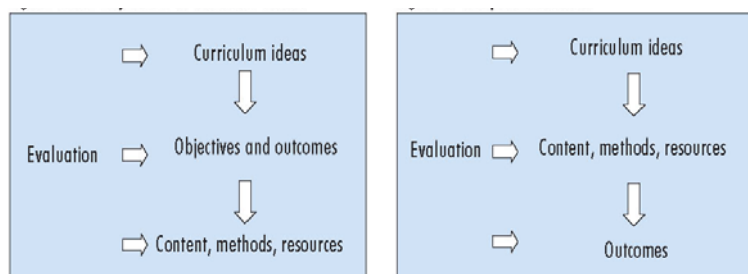 Curriculum ideas
Evaluation
Objectives and outcomes
Content, methods, resources
Curriculum ideas
Evaluation
Content, methods, resources
Outcomes